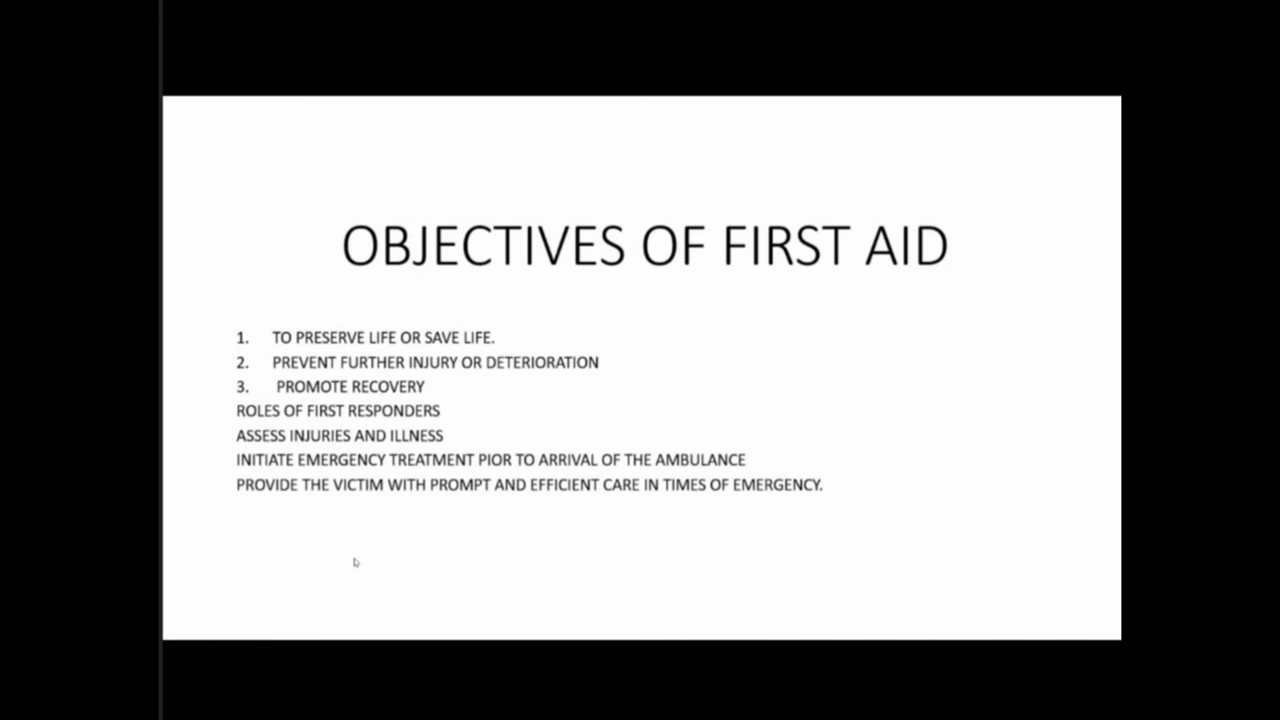 OBJECTIVES OF FIRST AID
1. TO PRESERVE LIFE OR SAVE LIFE.
2. PREVENT FURTHER INJURY OR DETERIORATION
3. PROMOTE RECOVERY
ROLES OF FIRST RESPONDERS
ASSESS INJURIES AND ILLNESS
INITIATE EMERGENCY TREATMENT PIOR TO ARRIVAL OF THE AMBULANCE
PROVIDE THE VICTIM WITH PROMPT AND EFFICIENT CARE IN TIMES OF EMERGENCY.